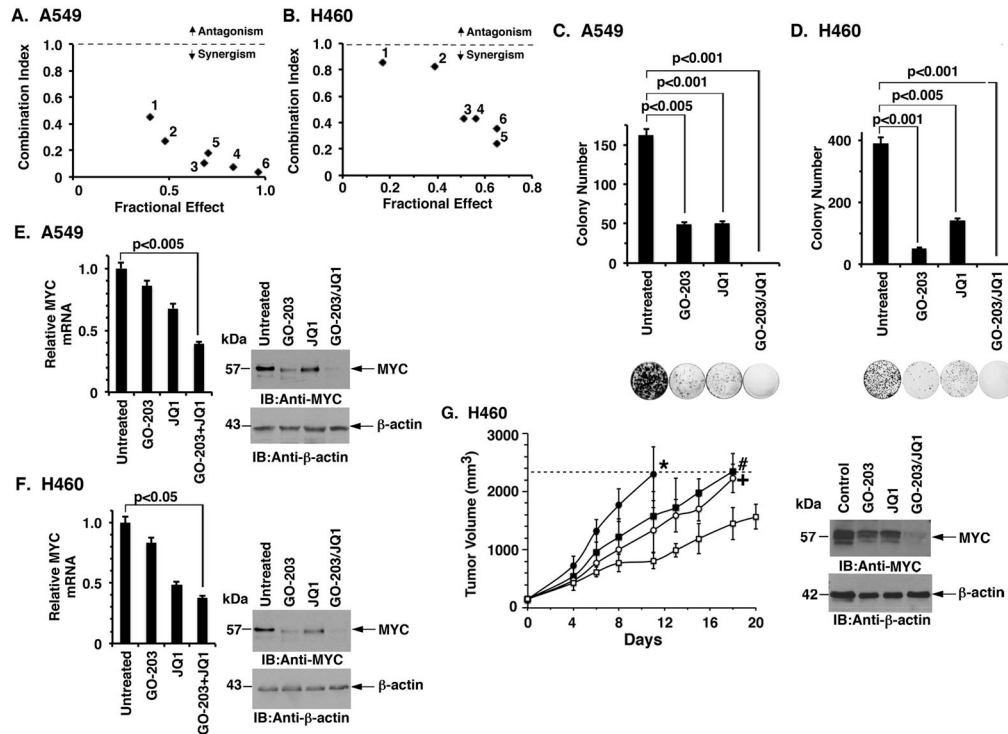 A. A549
Antagonism
Synergism
Combination Index
1.0
0.8
0.6
0.4
0.2
0
1
2
3
5
4
6
0
0.5
1.0
Fractional Effect
B. H460
Antagonism
Synergism
Combination Index
1.0
0.8
0.6
0.4
0.2
0
1
2
3 4
6
5
0 0.2 0.4 0.6 0.8
Fractional Effect
C. A549
p<0.001
p<0.001
p<0.005
Colony Number
150
100
50
0
Untreated
GO-203
JQ1
GO-203/JQ1
D. H460
p<0.001
p<0.005
p<0.001
Colony Number
400
200
0
Untreated
GO-203
JQ1
GO-203/JQ1
E. A549
p<0.005
Relative MYC
mRNA
1.0
0.5
0
Untreated
GO-203
JQ1
GO-203+JQ1
kDa
Untreated
GO-203
JQ1
GO-203/JQ1
57
MYC
IB:Anti-MYC
43
β-actin
IB:Anti-β-actin
F. H460
p<0.05
Relative MYC
mRNA
1.0
0.5
0
Untreated
GO-203
JQ1
GO-203+JQ1
kDa
Untreated
GO-203
JQ1
GO-203/JQ1
57
MYC
IB:Anti-MYC
43
β-actin
IB:Anti-β-actin
G. H460
Tumor Volume (mm3)
3000
2000
1000
0
*
#
+
0 4 8 12 16 20
Days
kDa
Control
GO-203
JQ1
GO-203/JQ1
57
MYC
IB:Anti-MYC
42
β-actin
IB:Anti-β-actin